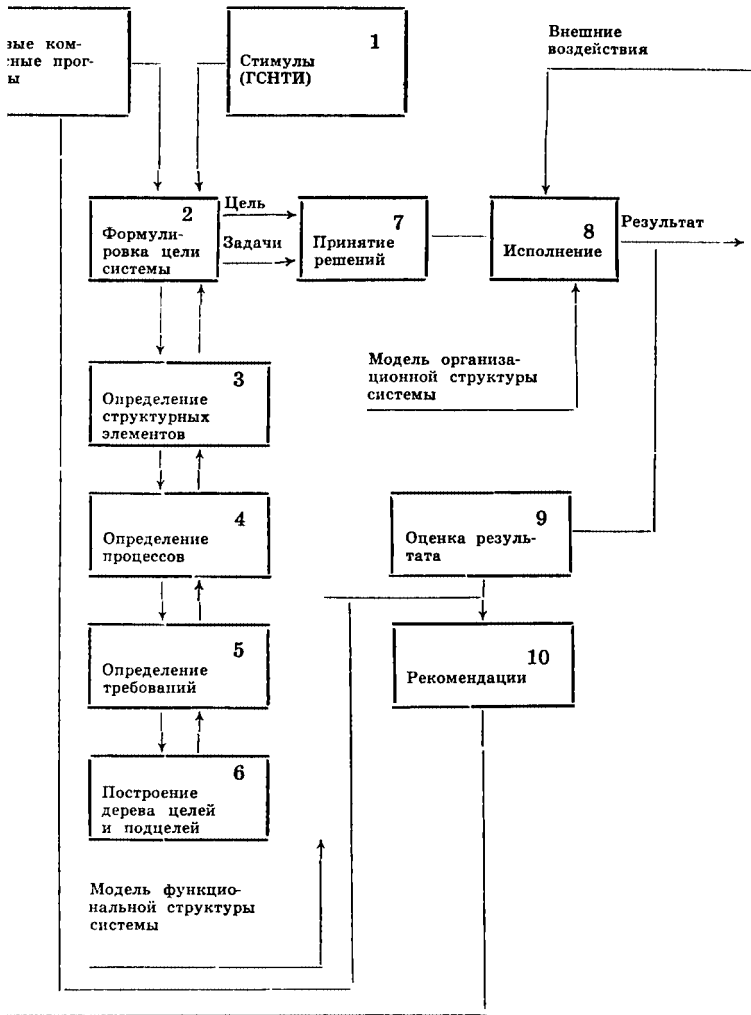 вые ком-
сные прог-
ы
1
Стимулы
(ГСНТИ)
Внешние
воздействия
2
Формули-
ровка цели
системы
Цель
Задачи
7
Принятие
решений
8
Исполнение
Результат
Модель организа-
ционной структуры
системы
3
Определение
структурных
элементов
4
Определение
процессов
9
Оценка резуль-
тата
5
Определение
требований
10
Рекомендации
6
Построение
дерева целей
и подцелей
Модель функцио-
нальной структуры
системы